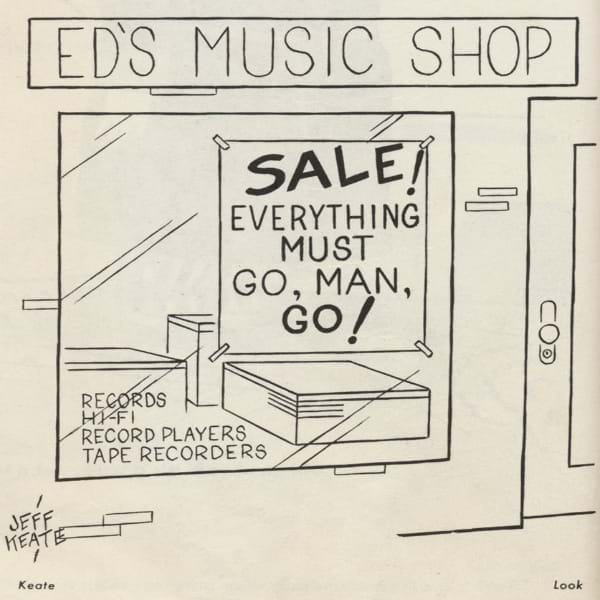 ED'S MUSIC SHOP
SALE!
EVERYTHING
MUST
GO, MAN,
GO!
RECORDS
HI-FI
RECORD PLAYERS
TAPE RECORDERS
JEFF
KEATE
Keate
Look